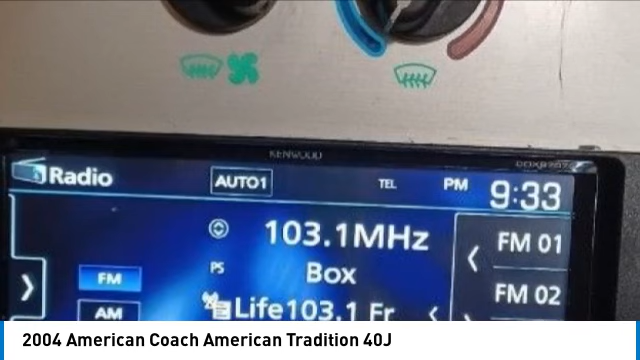 KENWOOD
Radio
AUTO1
TEL
PM 9:33
103.1MHz
FM 01
PS
Box
FM
FM 02
AM
Life103.1 Fr
2004 American Coach American Tradition 40J